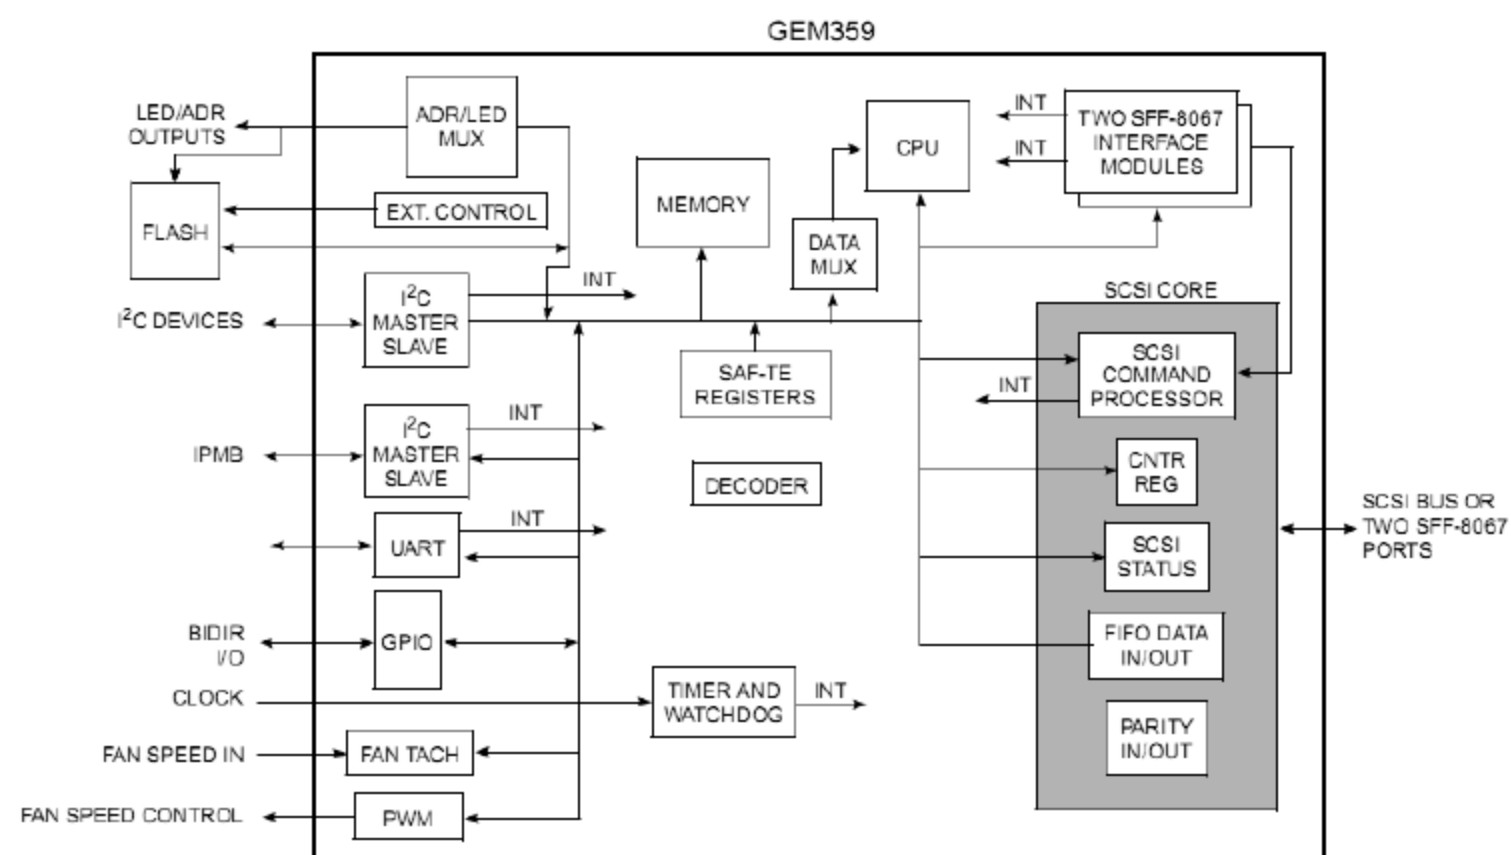 GEM359
LED/ADR
OUTPUTS
ADR/LED
MUX
CPU
INT
INT
TWO SFF-8067
INTERFACE
MODULES
FLASH
EXT. CONTROL
MEMORY
DATA
MUX
I²C DEVICES
I²C
MASTER
SLAVE
INT
SAF-TE
REGISTERS
SCSI CORE
SCSI
COMMAND
PROCESSOR
INT
IPMB
I²C
MASTER
SLAVE
INT
DECODER
CNTR
REG
UART
INT
SCSI
STATUS
SCSI BUS OR
TWO SFF-8067
PORTS
BIDIR
I/O
GPIO
FIFO DATA
IN/OUT
CLOCK
TIMER AND
WATCHDOG
INT
PARITY
IN/OUT
FAN SPEED IN
FAN TACH
FAN SPEED CONTROL
PWM